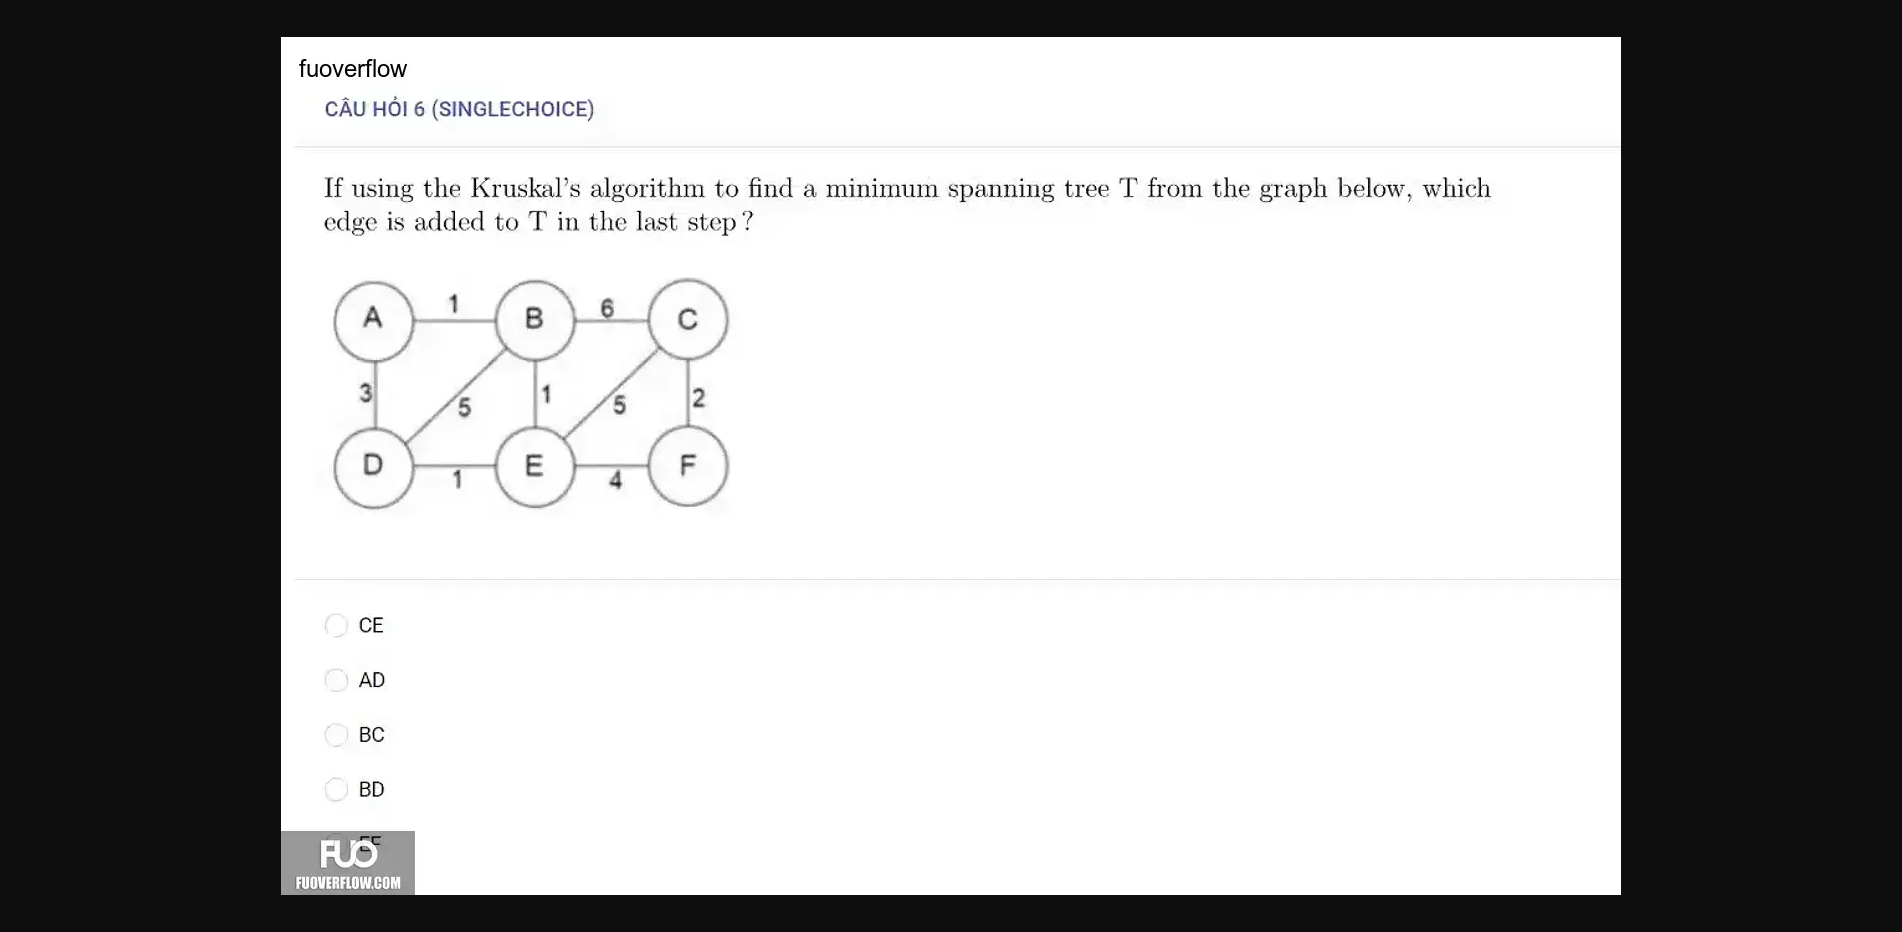 fuoverflow
CÂU HỎI 6 (SINGLECHOICE)
If using the Kruskal's algorithm to find a minimum spanning tree T from the graph below, which
edge is added to T in the last step ?
A 1 B 6 C
3 5 1 5 2
D 1 E 4 F
CE
AD
BC
BD
EF
FUO
FUOVERFLOW.COM